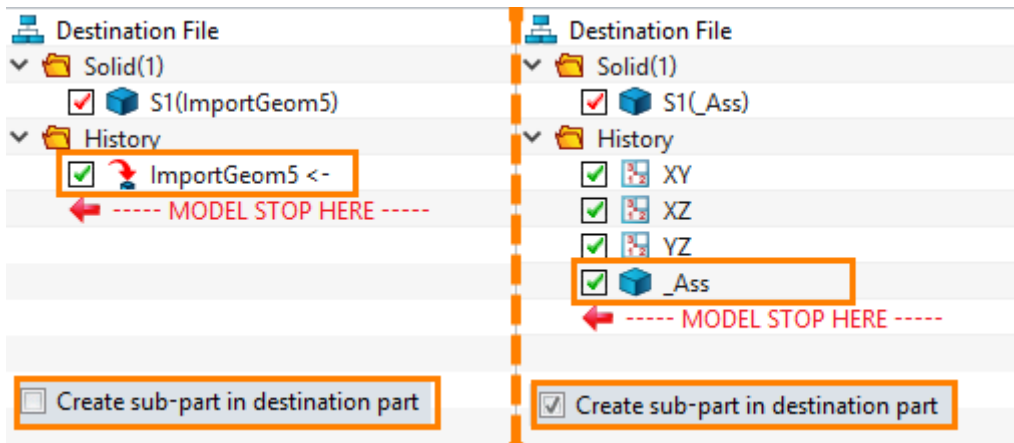 Destination File
Solid(1)
S1(ImportGeom5)
History
ImportGeom5 <-
----- MODEL STOP HERE -----
Create sub-part in destination part
Destination File
Solid(1)
S1(_Ass)
History
XY
XZ
YZ
_Ass
----- MODEL STOP HERE -----
Create sub-part in destination part